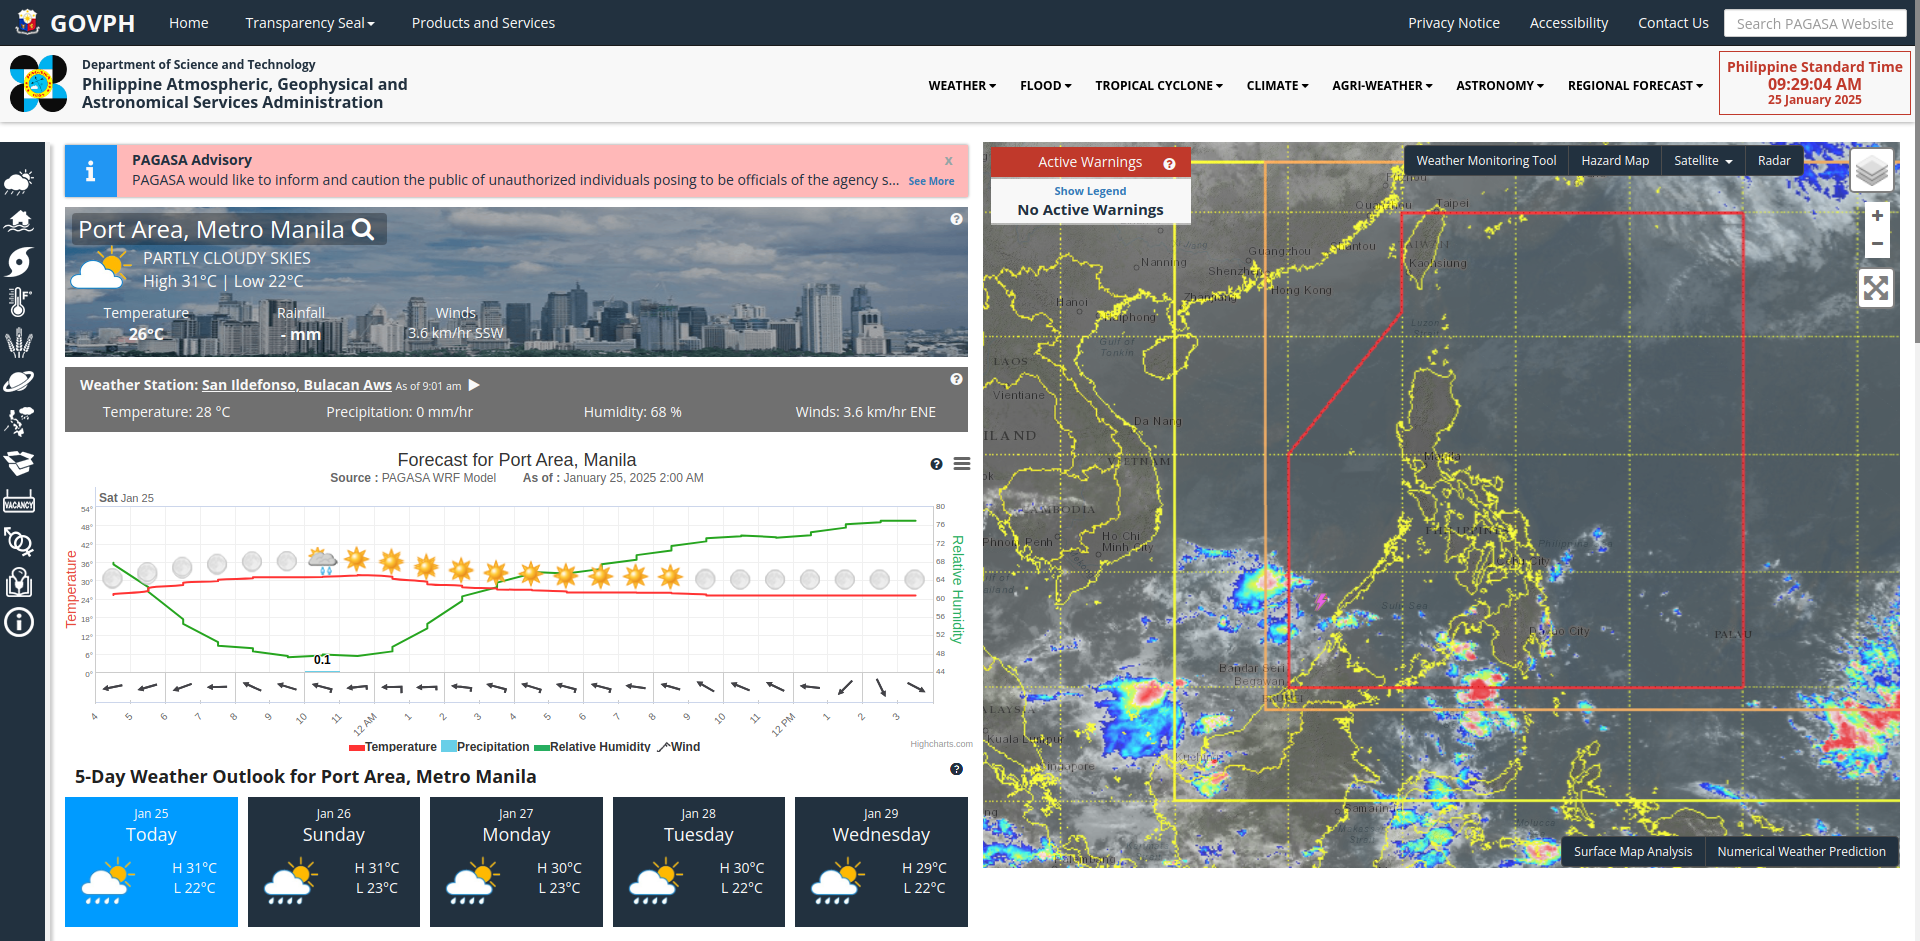 GOVPH
Home
Transparency Seal
Products and Services
Privacy Notice
Accessibility
Contact Us
Search PAGASA Website
Department of Science and Technology
Philippine Atmospheric, Geophysical and
Astronomical Services Administration
WEATHER
FLOOD
TROPICAL CYCLONE
CLIMATE
AGRI-WEATHER
ASTRONOMY
REGIONAL FORECAST
Philippine Standard Time
09:29:04 AM
25 January 2025
VACANCY
PAGASA Advisory
x
PAGASA would like to inform and caution the public of unauthorized individuals posing to be officials of the agency s... See More
Port Area, Metro Manila
PARTLY CLOUDY SKIES
High 31°C | Low 22°C
Temperature
26°C
Rainfall
- mm
Winds
3.6 km/hr SSW
Weather Station: San Ildefonso, Bulacan Aws As of 9:01 am
Temperature: 28 °C
Precipitation: 0 mm/hr
Humidity: 68 %
Winds: 3.6 km/hr ENE
Forecast for Port Area, Manila
Source : PAGASA WRF Model As of : January 25, 2025 2:00 AM
Sat Jan 25
Temperature
54°
48°
42°
36°
30°
24°
18°
12°
6°
0°
80
76
72
68
64
60
56
52
48
44
Relative Humidity
0.1
4
5
6
7
8
9
10
11
12 AM
1
2
3
4
5
6
7
8
9
10
11
12 PM
1
2
3
Temperature Precipitation Relative Humidity Wind
Highcharts.com
5-Day Weather Outlook for Port Area, Metro Manila
Jan 25
Today
H 31°C
L 22°C
Jan 26
Sunday
H 31°C
L 23°C
Jan 27
Monday
H 30°C
L 23°C
Jan 28
Tuesday
H 30°C
L 22°C
Jan 29
Wednesday
H 29°C
L 22°C
Active Warnings
Show Legend
No Active Warnings
Weather Monitoring Tool
Hazard Map
Satellite
Radar
+
−
Taipei
Guangzhou
Nanning
Shenzhen
Kaohsiung
Hong Kong
Hanoi
Gulf of
Tonkin
LAOS
Luzon
Vientiane
Da Nang
VIETNAM
Manila
Ho Chi
Minh City
Phnom Penh
Sulu Sea
Davao City
PALAU
Bandar Seri
Begawan
Kuala Lumpur
Kuching
Samarinda
Surface Map Analysis
Numerical Weather Prediction